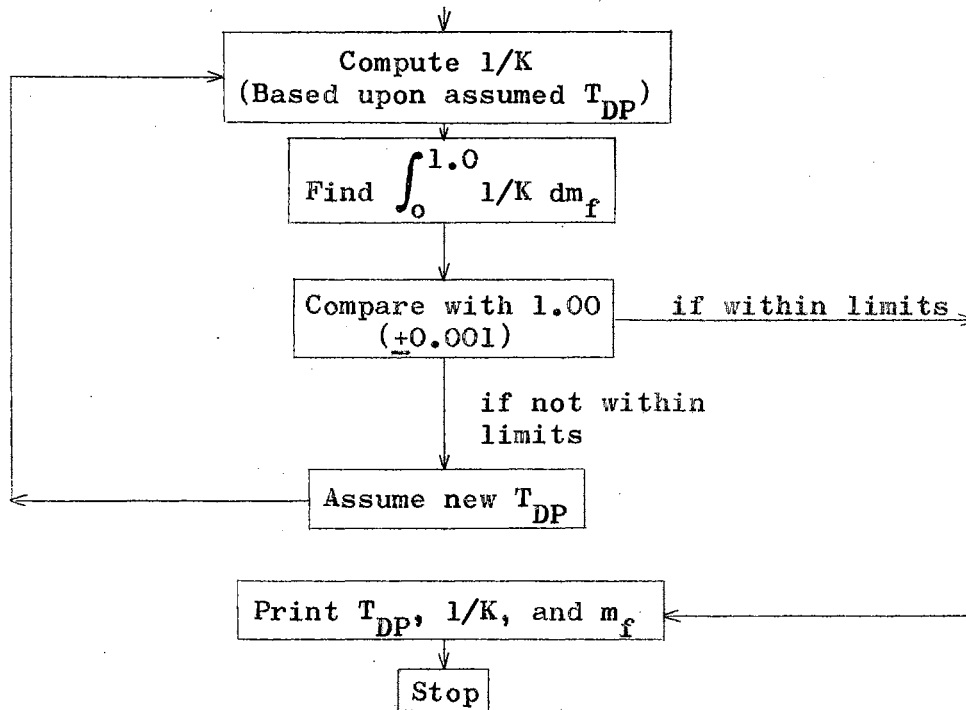 Compute 1/K
(Based upon assumed T_DP)
Find ∫_0^1.0 1/K dm_f
Compare with 1.00
(±0.001)
if within limits
if not within
limits
Assume new T_DP
Print T_DP, 1/K, and m_f
Stop